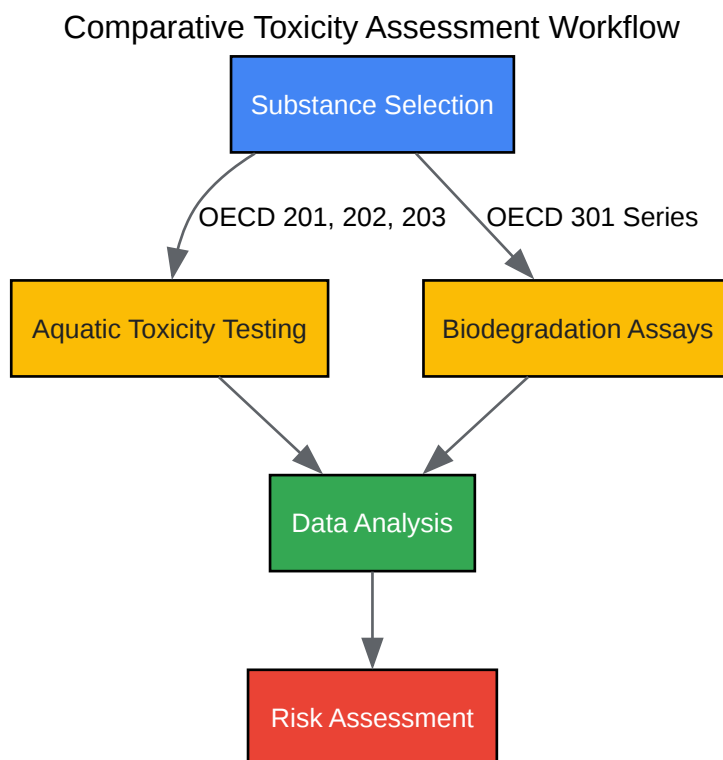 Comparative Toxicity Assessment Workflow
Substance Selection
OECD 201, 202, 203
OECD 301 Series
Aquatic Toxicity Testing
Biodegradation Assays
Data Analysis
Risk Assessment